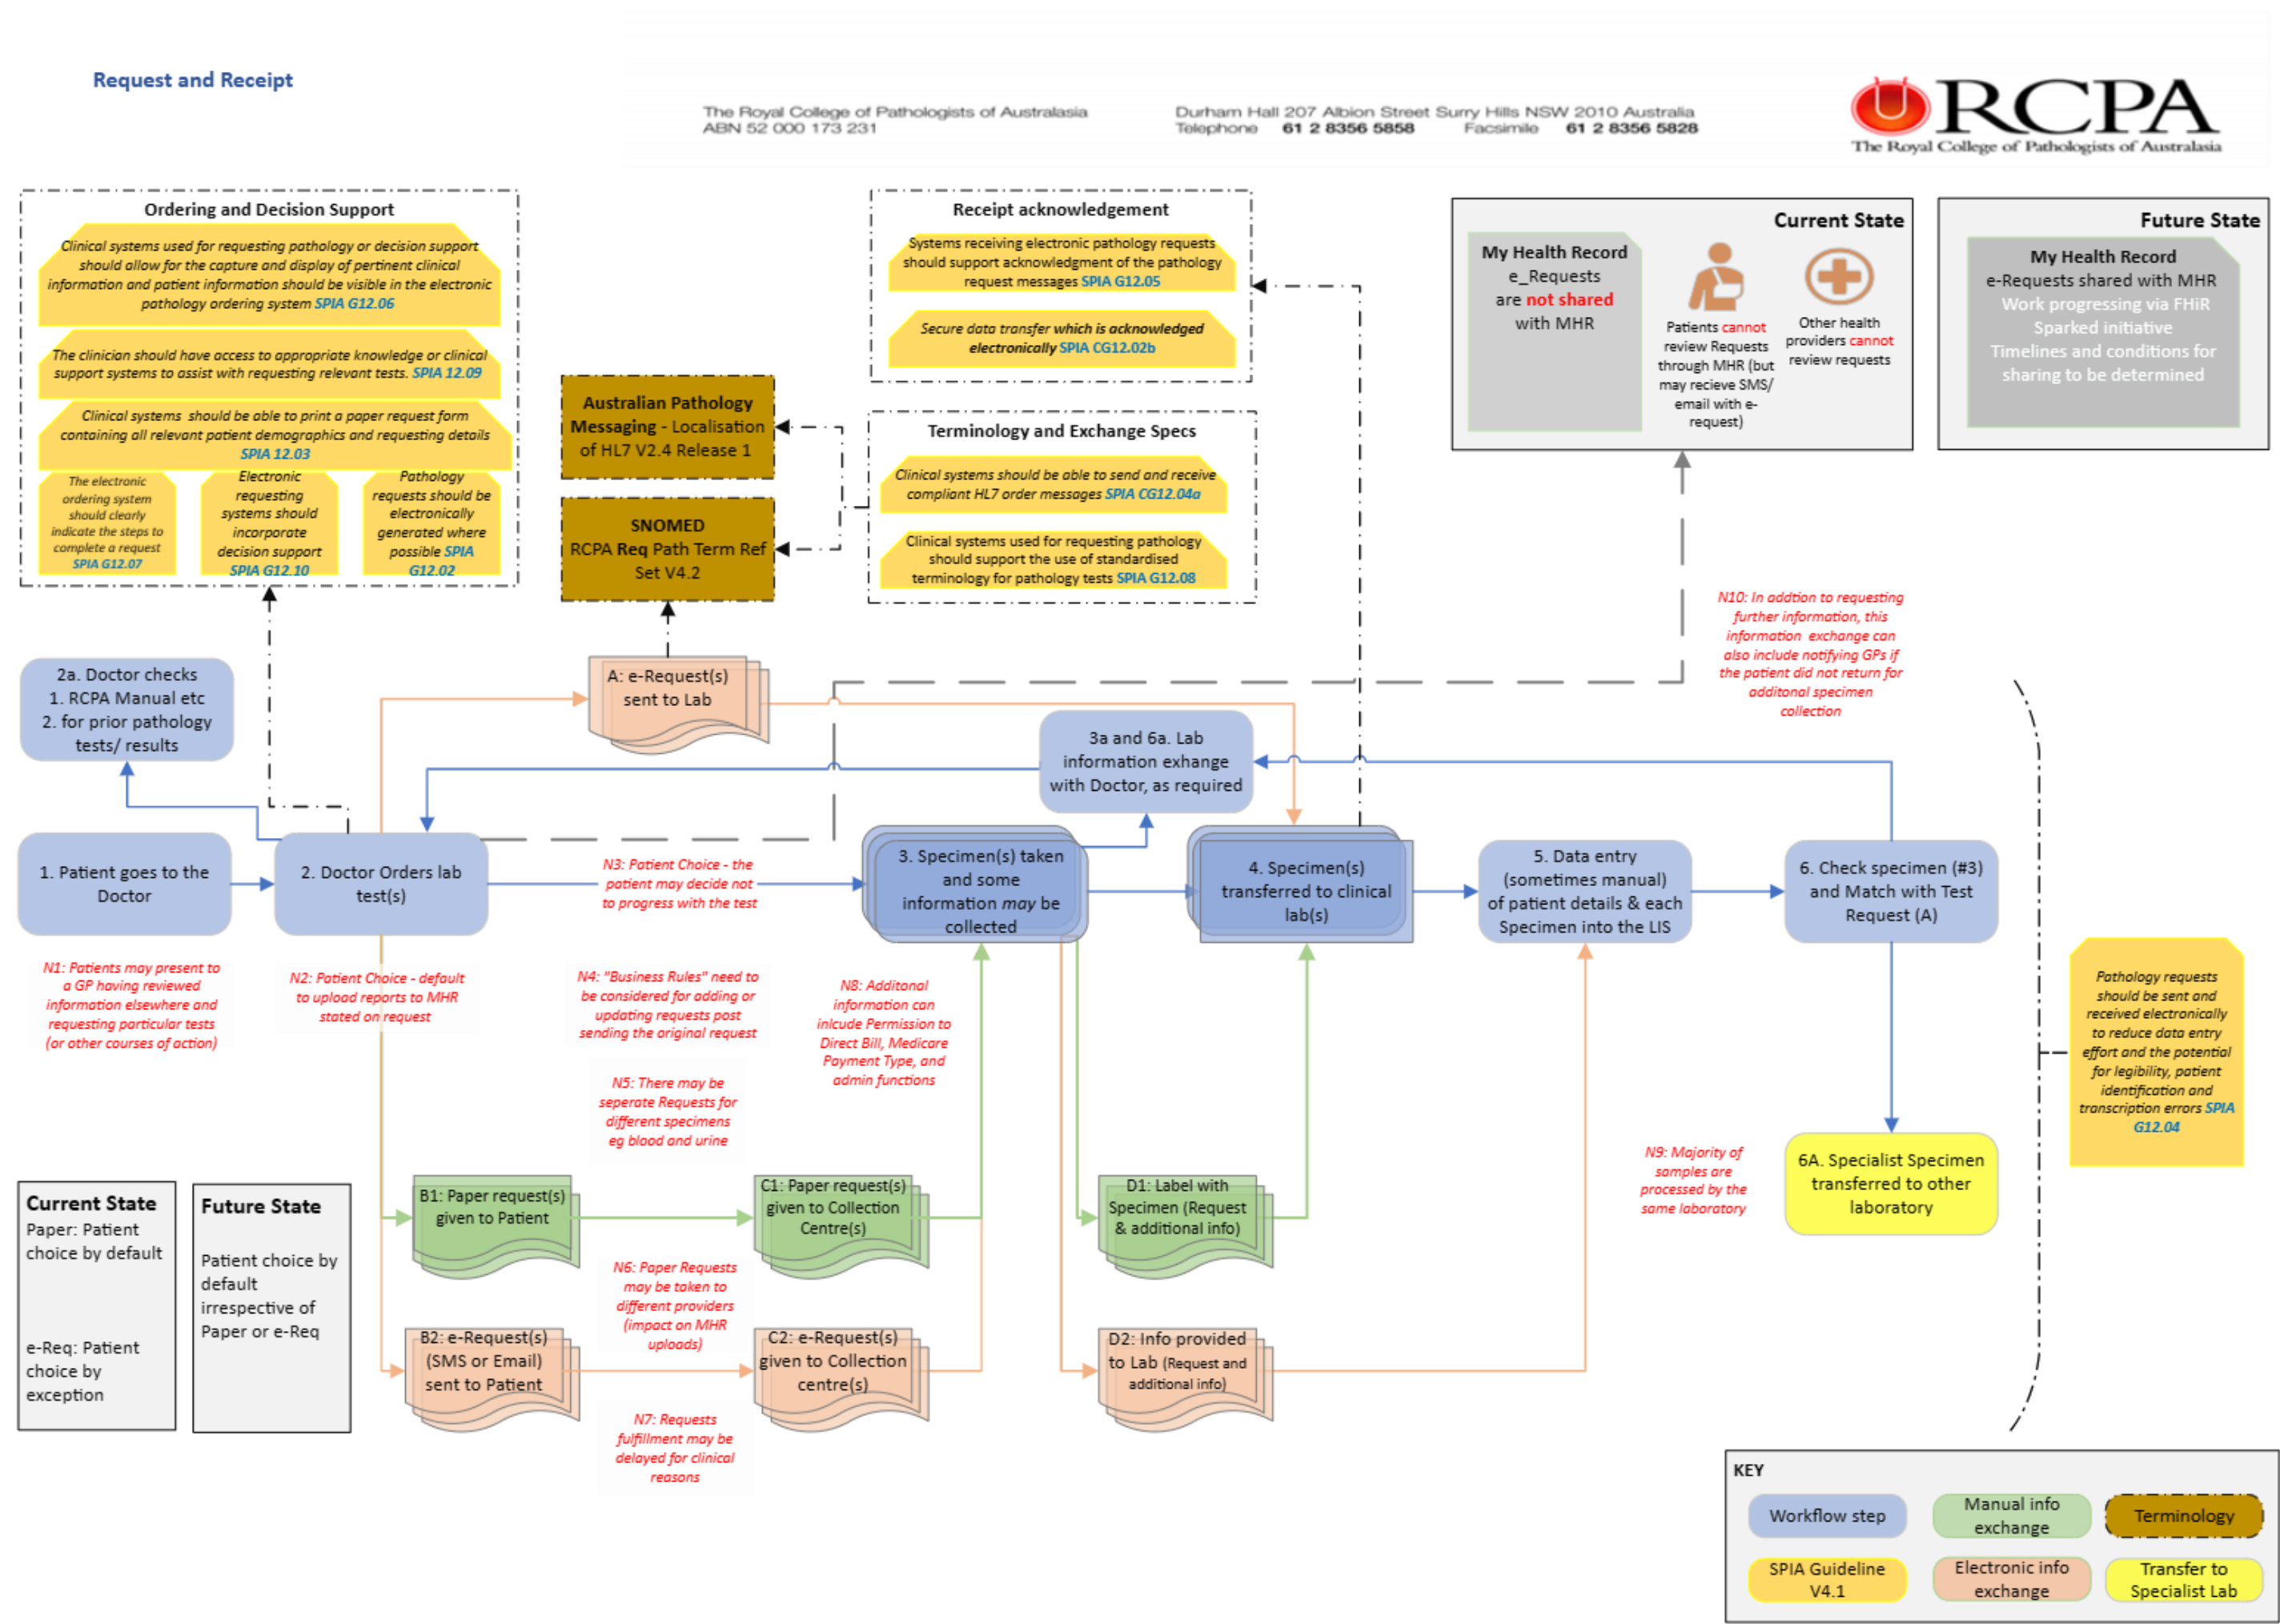 Request and Receipt
The Royal College of Pathologists of Australasia
ABN 52 000 173 231
Durham Hall 207 Albion Street Surry Hills NSW 2010 Australia
Telephone 61 2 8356 5858 Facsimile 61 2 8356 5828
RCPA
The Royal College of Pathologists of Australasia
Ordering and Decision Support
Clinical systems used for requesting pathology or decision support
should allow for the capture and display of pertinent clinical
information and patient information should be visible in the electronic
pathology ordering system SPIA G12.06
The clinician should have access to appropriate knowledge or clinical
support systems to assist with requesting relevant tests. SPIA 12.09
Clinical systems should be able to print a paper request form
containing all relevant patient demographics and requesting details
SPIA 12.03
The electronic
ordering system
should clearly
indicate the steps to
complete a request
SPIA G12.07
Electronic
requesting
systems should
incorporate
decision support
SPIA G12.10
Pathology
requests should be
electronically
generated where
possible SPIA
G12.02
Australian Pathology
Messaging - Localisation
of HL7 V2.4 Release 1
SNOMED
RCPA Req Path Term Ref
Set V4.2
Receipt acknowledgement
Systems receiving electronic pathology requests
should support acknowledgment of the pathology
request messages SPIA G12.05
Secure data transfer which is acknowledged
electronically SPIA CG12.02b
Terminology and Exchange Specs
Clinical systems should be able to send and receive
compliant HL7 order messages SPIA CG12.04a
Clinical systems used for requesting pathology
should support the use of standardised
terminology for pathology tests SPIA G12.08
Current State
My Health Record
e_Requests
are not shared
with MHR
Patients cannot
review Requests
through MHR (but
may recieve SMS/
email with e-
request)
Other health
providers cannot
review requests
Future State
My Health Record
e-Requests shared with MHR
Work progressing via FHiR
Sparked initiative
Timelines and conditions for
sharing to be determined
N10: In addtion to requesting
further information, this
information exchange can
also include notifying GPs if
the patient did not return for
additonal specimen
collection
2a. Doctor checks
1. RCPA Manual etc
2. for prior pathology
tests/ results
A: e-Request(s)
sent to Lab
3a and 6a. Lab
information exhange
with Doctor, as required
1. Patient goes to the
Doctor
2. Doctor Orders lab
test(s)
N3: Patient Choice - the
patient may decide not
to progress with the test
3. Specimen(s) taken
and some
information may be
collected
4. Specimen(s)
transferred to clinical
lab(s)
5. Data entry
(sometimes manual)
of patient details & each
Specimen into the LIS
6. Check specimen (#3)
and Match with Test
Request (A)
N1: Patients may present to
a GP having reviewed
information elsewhere and
requesting particular tests
(or other courses of action)
N2: Patient Choice - default
to upload reports to MHR
stated on request
N4: "Business Rules" need to
be considered for adding or
updating requests post
sending the original request
N5: There may be
seperate Requests for
different specimens
eg blood and urine
N8: Additonal
information can
inlcude Permission to
Direct Bill, Medicare
Payment Type, and
admin functions
Pathology requests
should be sent and
received electronically
to reduce data entry
effort and the potential
for legibility, patient
identification and
transcription errors SPIA
G12.04
Current State
Paper: Patient
choice by default
e-Req: Patient
choice by
exception
Future State
Patient choice by
default
irrespective of
Paper or e-Req
B1: Paper request(s)
given to Patient
C1: Paper request(s)
given to Collection
Centre(s)
D1: Label with
Specimen (Request
& additional info)
N9: Majority of
samples are
processed by the
same laboratory
6A. Specialist Specimen
transferred to other
laboratory
N6: Paper Requests
may be taken to
different providers
(impact on MHR
uploads)
B2: e-Request(s)
(SMS or Email)
sent to Patient
C2: e-Request(s)
given to Collection
centre(s)
D2: Info provided
to Lab (Request and
additional info)
N7: Requests
fulfillment may be
delayed for clinical
reasons
KEY
Workflow step
Manual info
exchange
Terminology
SPIA Guideline
V4.1
Electronic info
exchange
Transfer to
Specialist Lab